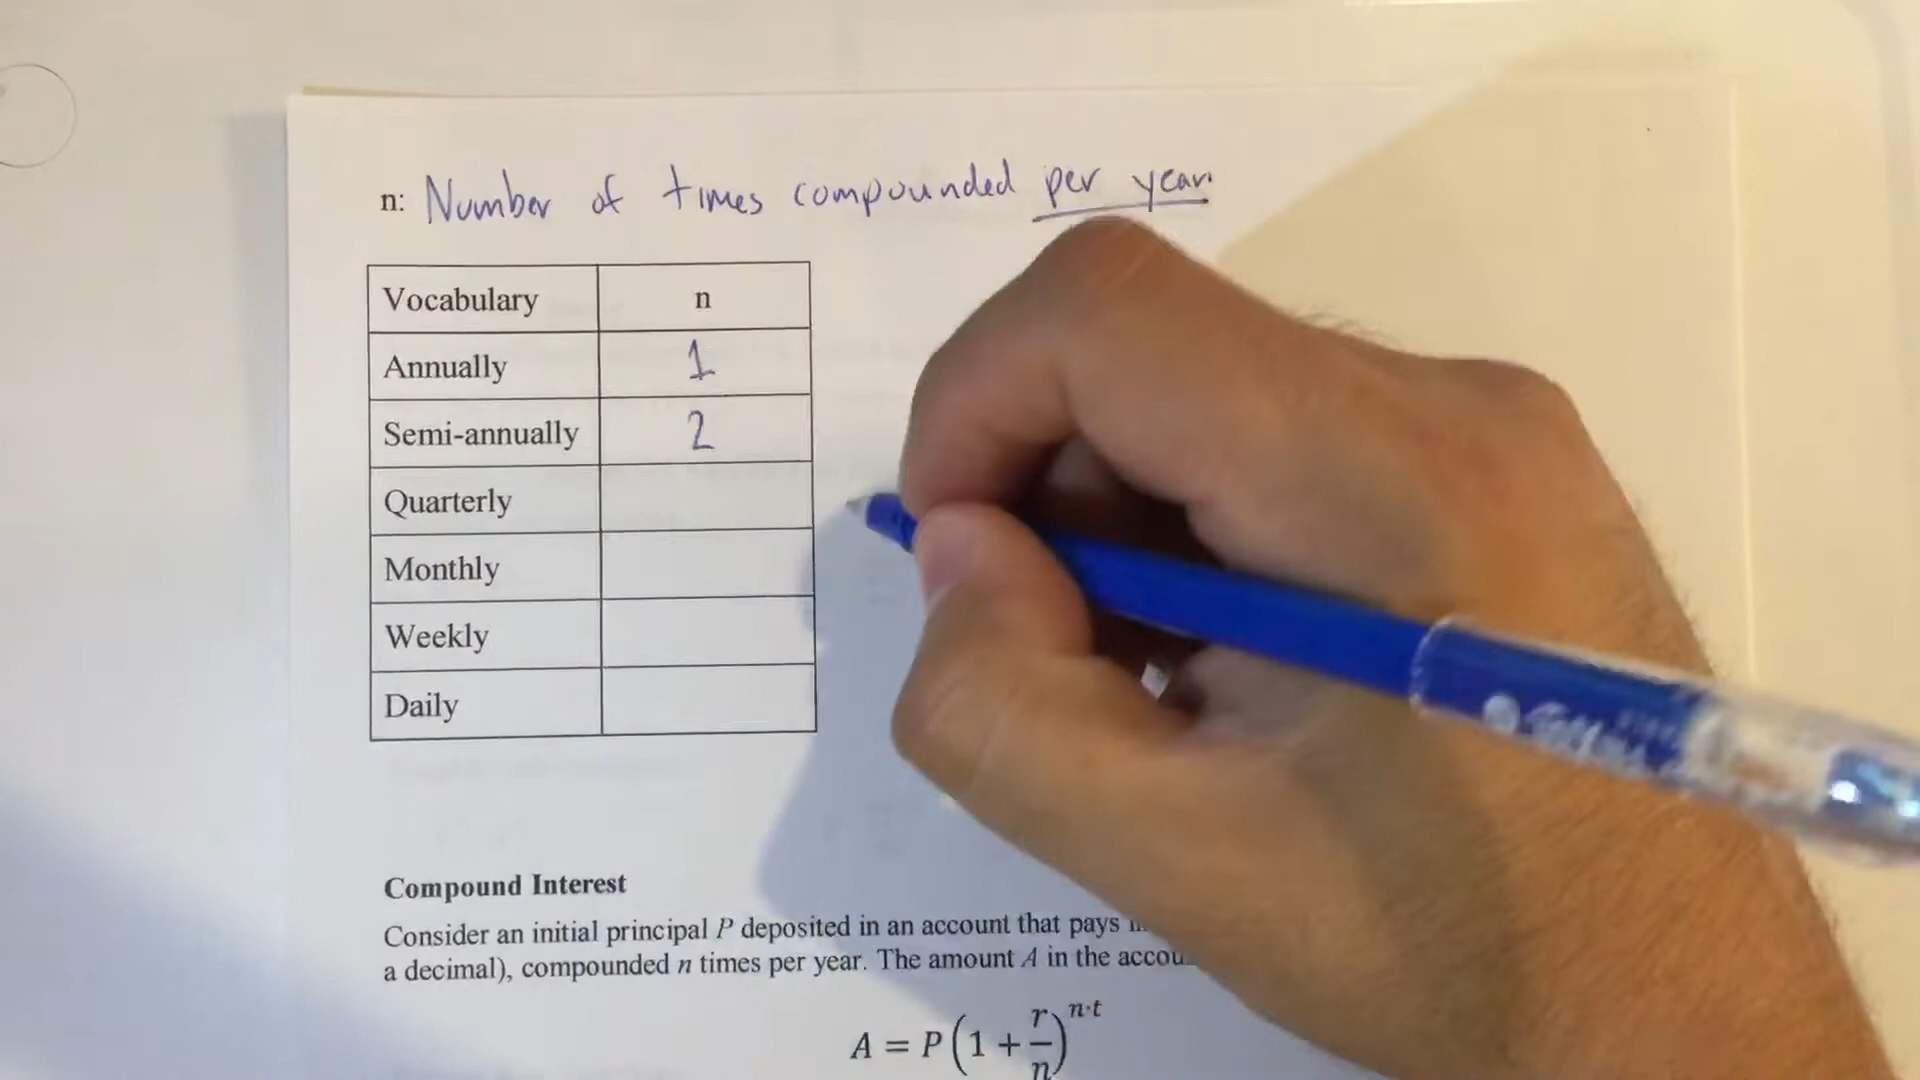 n: Number of times compounded per year.
Vocabulary n
Annually 1
Semi-annually 2
Quarterly
Monthly
Weekly
Daily
Compound Interest
Consider an initial principal P deposited in an account that pays
a decimal), compounded n times per year. The amount A in the
A = P(1 + r/n)^n·t